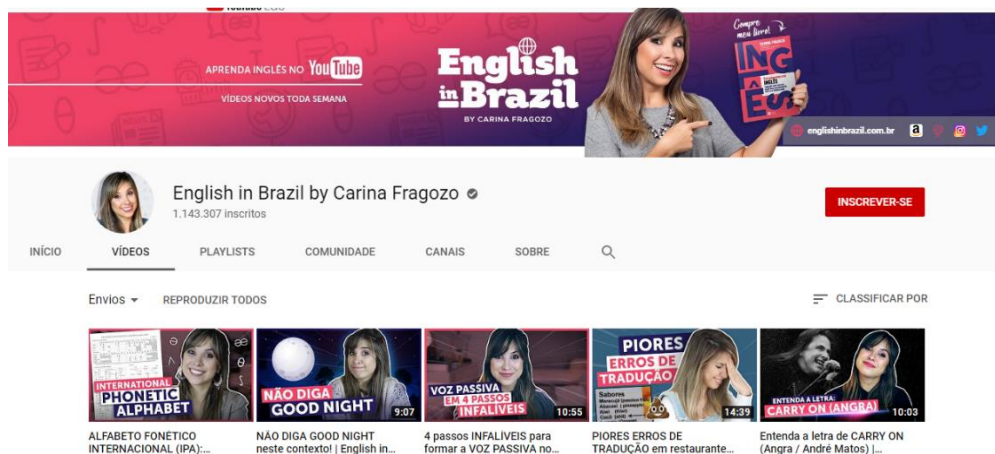 APRENDA INGLÊS NO YouTube
VÍDEOS NOVOS TODA SEMANA
English
in Brazil
BY CARINA FRAGOZO
Compre
meu livro!
INGLÊS
englishinbrazil.com.br
English in Brazil by Carina Fragozo
1.143.307 inscritos
INSCREVER-SE
INÍCIO VÍDEOS PLAYLISTS COMUNIDADE CANAIS SOBRE
Envios REPRODUZIR TODOS CLASSIFICAR POR
INTERNATIONAL
PHONETIC
ALPHABET
NÃO DIGA
GOOD NIGHT
9:07
VOZ PASSIVA
EM 4 PASSOS
INFALÍVEIS
10:55
PIORES
ERROS DE
TRADUÇÃO
Sabores
14:39
ENTENDA A LETRA:
CARRY ON (ANGRA)
10:03
ALFABETO FONÉTICO
INTERNACIONAL (IPA):...
NÃO DIGA GOOD NIGHT
neste contexto! | English in...
4 passos INFALÍVEIS para
formar a VOZ PASSIVA no...
PIORES ERROS DE
TRADUÇÃO em restaurante...
Entenda a letra de CARRY ON
(Angra / André Matos) |...